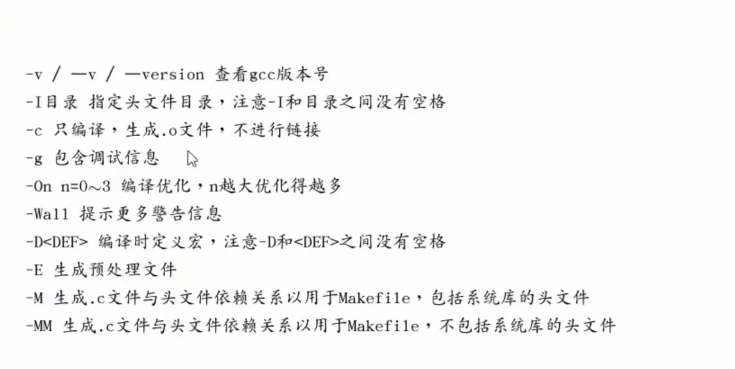 -v / —v / —version 查看gcc版本号
-I目录 指定头文件目录，注意-I和目录之间没有空格
-c 只编译，生成.o文件，不进行链接
-g 包含调试信息
-On n=0～3 编译优化，n越大优化得越多
-Wall 提示更多警告信息
-D<DEF> 编译时定义宏，注意-D和<DEF>之间没有空格
-E 生成预处理文件
-M 生成.c文件与头文件依赖关系以用于Makefile，包括系统库的头文件
-MM 生成.c文件与头文件依赖关系以用于Makefile，不包括系统库的头文件